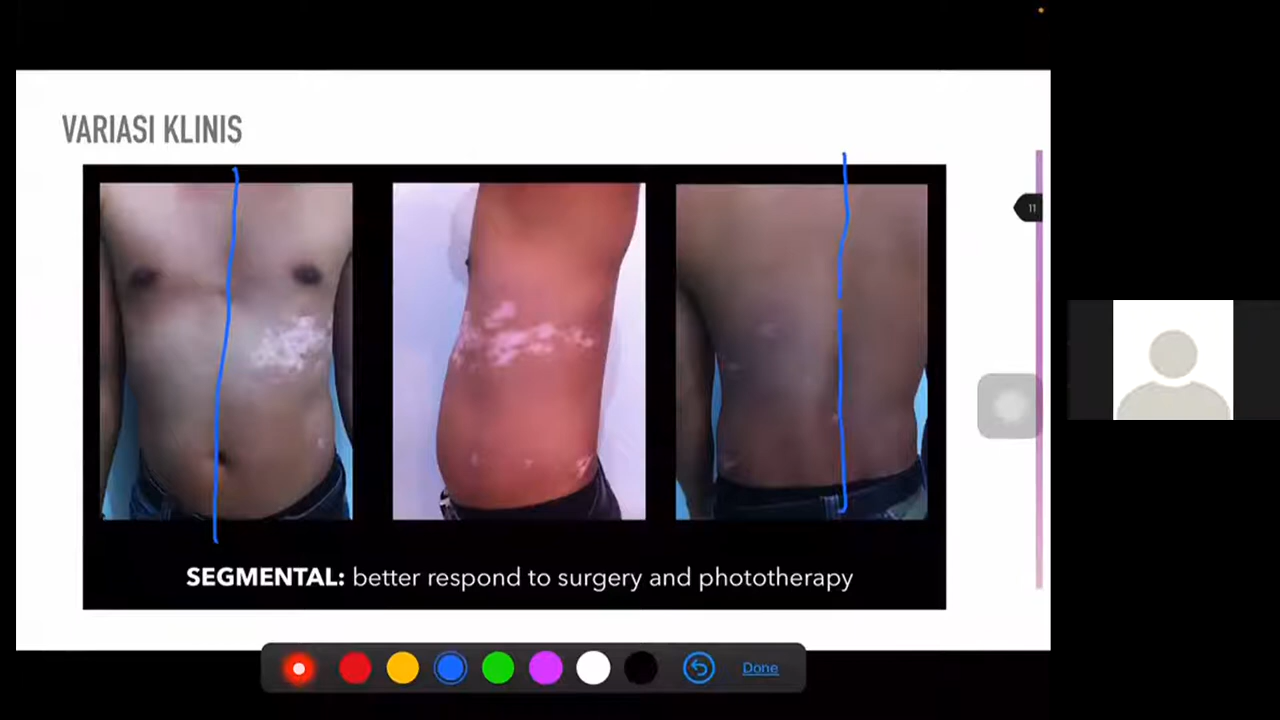 VARIASI KLINIS
11
SEGMENTAL: better respond to surgery and phototherapy
Done